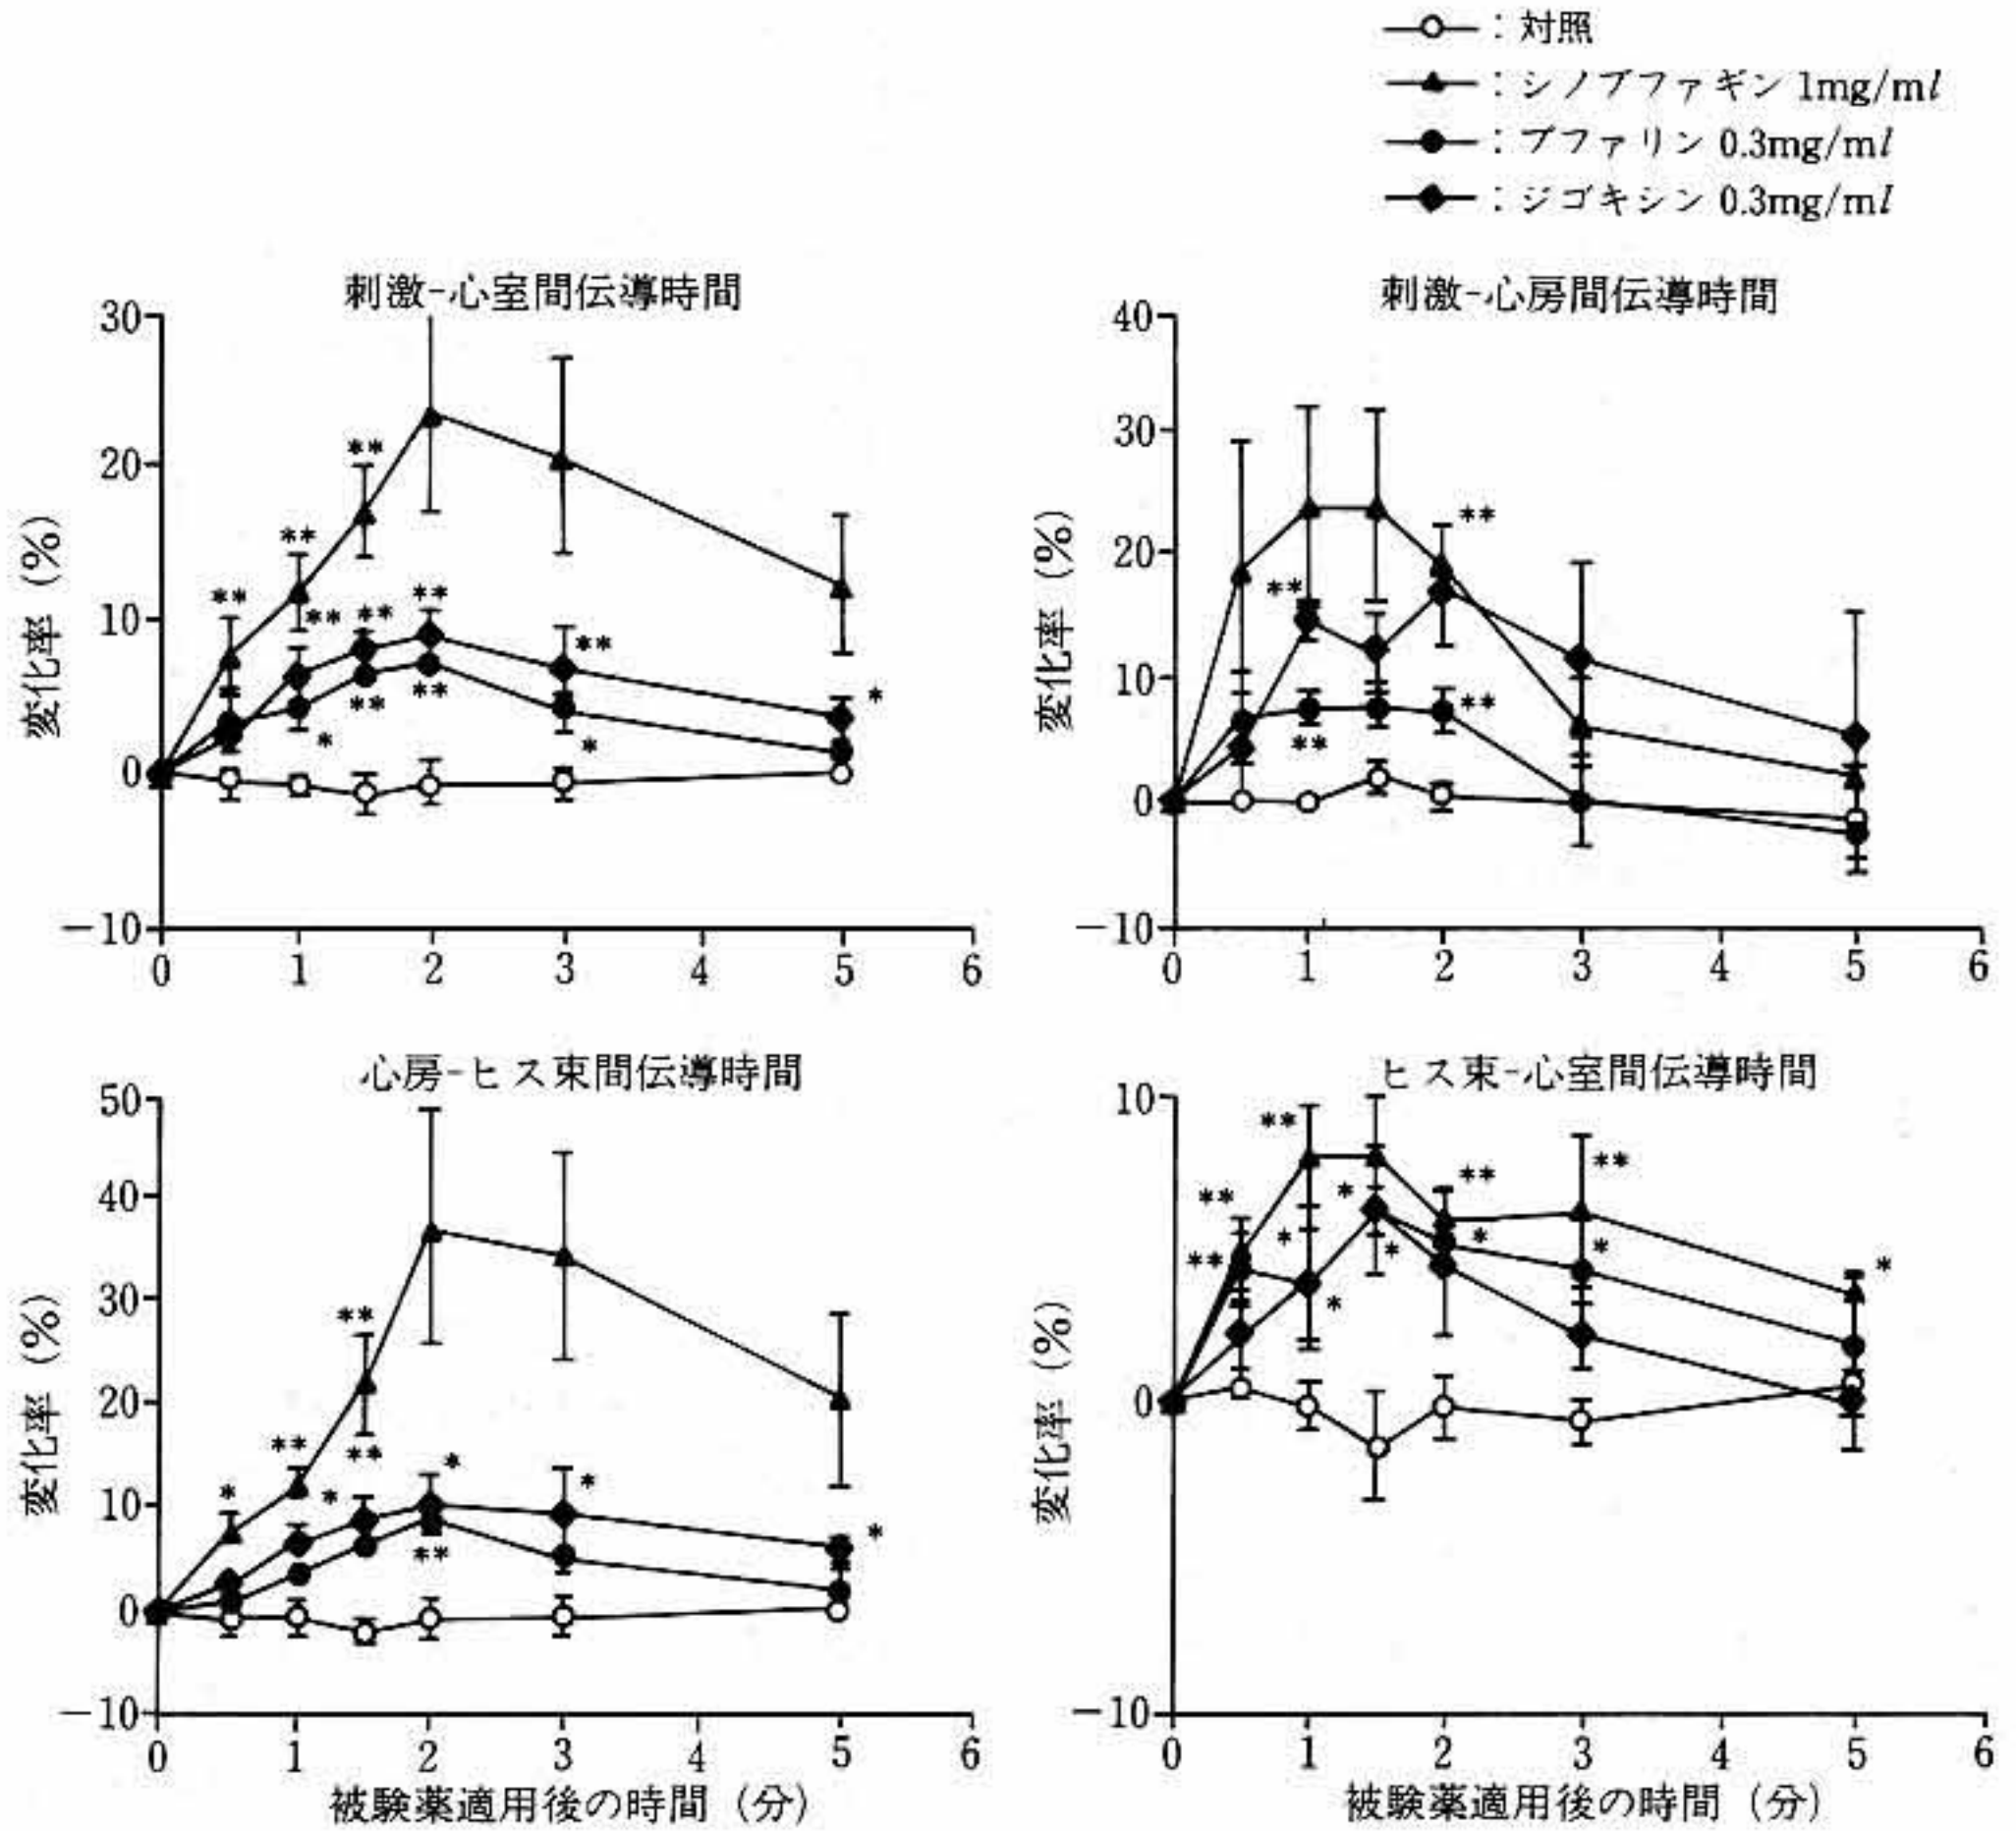 : 対照
: シノブファギン 1mg/ml
: ブファリン 0.3mg/ml
: ジゴキシン 0.3mg/ml
刺激-心室間伝導時間
変化率 (%)
30
20
10
0
-10
0 1 2 3 4 5 6
** ** ** ** ** ** ** ** * ** ** * *
刺激-心房間伝導時間
変化率 (%)
40
30
20
10
0
-10
0 1 2 3 4 5 6
** ** ** **
心房-ヒス束間伝導時間
変化率 (%)
50
40
30
20
10
0
-10
0 1 2 3 4 5 6
* ** ** * ** * ** * *
被験薬適用後の時間 (分)
ヒス束-心室間伝導時間
変化率 (%)
10
0
-10
0 1 2 3 4 5 6
** ** ** * * * * ** * ** * *
被験薬適用後の時間 (分)